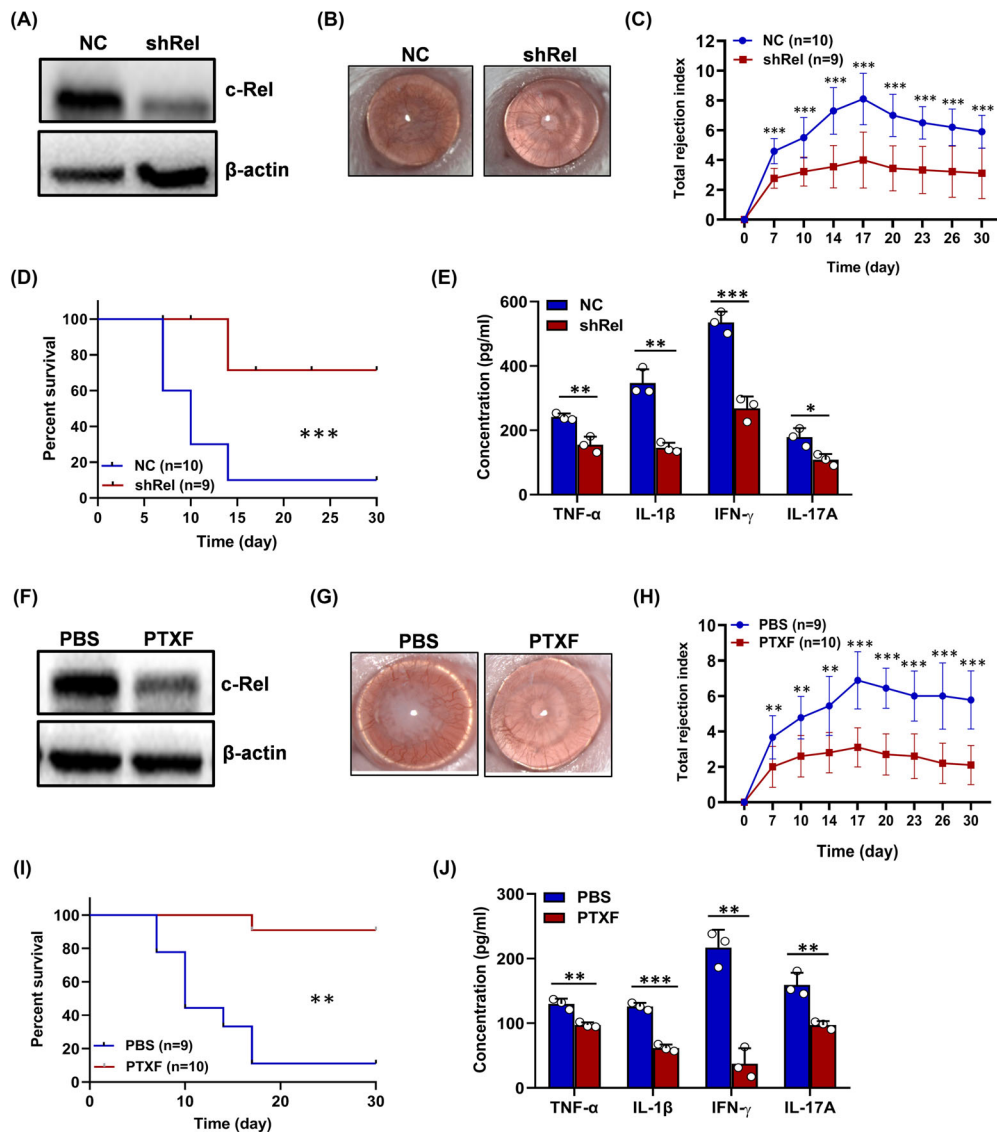 (A)
NC shRel
c-Rel
β-actin
(B)
NC shRel
(C)
NC (n=10)
shRel (n=9)
Total rejection index
12
10
8
6
4
2
0
*** *** *** *** *** *** *** ***
0 7 10 14 17 20 23 26 30
Time (day)
(D)
Percent survival
100
80
60
40
20
0
***
NC (n=10)
shRel (n=9)
0 5 10 15 20 25 30
Time (day)
(E)
NC
shRel
Concentration (pg/ml)
600
400
200
0
** ** *** *
TNF-α IL-1β IFN-γ IL-17A
(F)
PBS PTXF
c-Rel
β-actin
(G)
PBS PTXF
(H)
PBS (n=9)
PTXF (n=10)
Total rejection index
10
8
6
4
2
0
** ** ** *** *** *** *** ***
0 7 10 14 17 20 23 26 30
Time (day)
(I)
Percent survival
100
80
60
40
20
0
**
PBS (n=9)
PTXF (n=10)
0 10 20 30
Time (day)
(J)
PBS
PTXF
Concentration (pg/ml)
300
200
100
0
** *** ** **
TNF-α IL-1β IFN-γ IL-17A